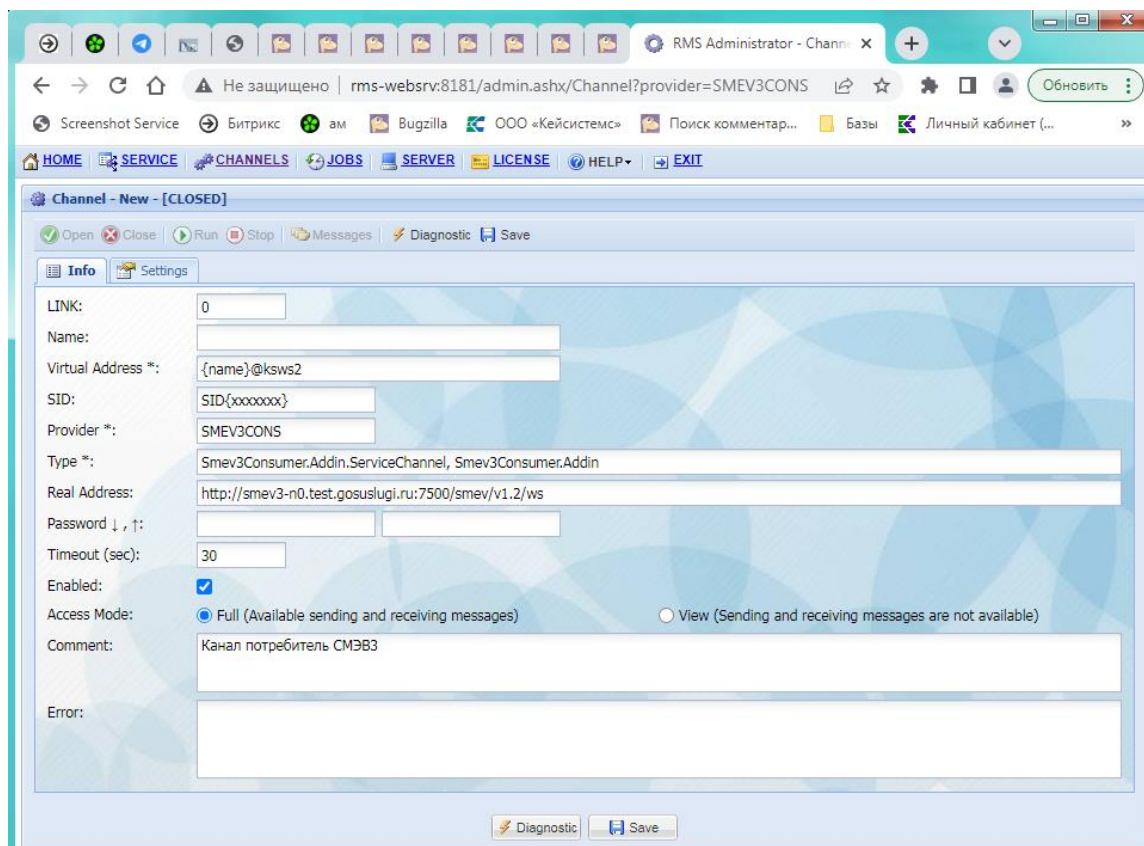 RMS Administrator - Chann
Не защищено | rms-websrv:8181/admin.ashx/Channel?provider=SMEV3CONS Обновить
Screenshot Service Битрикс ам Bugzilla ООО «Кейсистемс» Поиск комментар... Базы Личный кабинет (... »
HOME SERVICE CHANNELS JOBS SERVER LICENSE HELP EXIT
Channel - New - [CLOSED]
Open Close Run Stop Messages Diagnostic Save
Info Settings
LINK: 0
Name:
Virtual Address *: {name}@ksws2
SID: SID{xxxxxxx}
Provider *: SMEV3CONS
Type *: Smev3Consumer.Addin.ServiceChannel, Smev3Consumer.Addin
Real Address: http://smev3-n0.test.gosuslugi.ru:7500/smev/v1.2/ws
Password ↓ , ↑:
Timeout (sec): 30
Enabled:
Access Mode: Full (Available sending and receiving messages) View (Sending and receiving messages are not available)
Comment: Канал потребитель СМЭВ3
Error:
Diagnostic Save